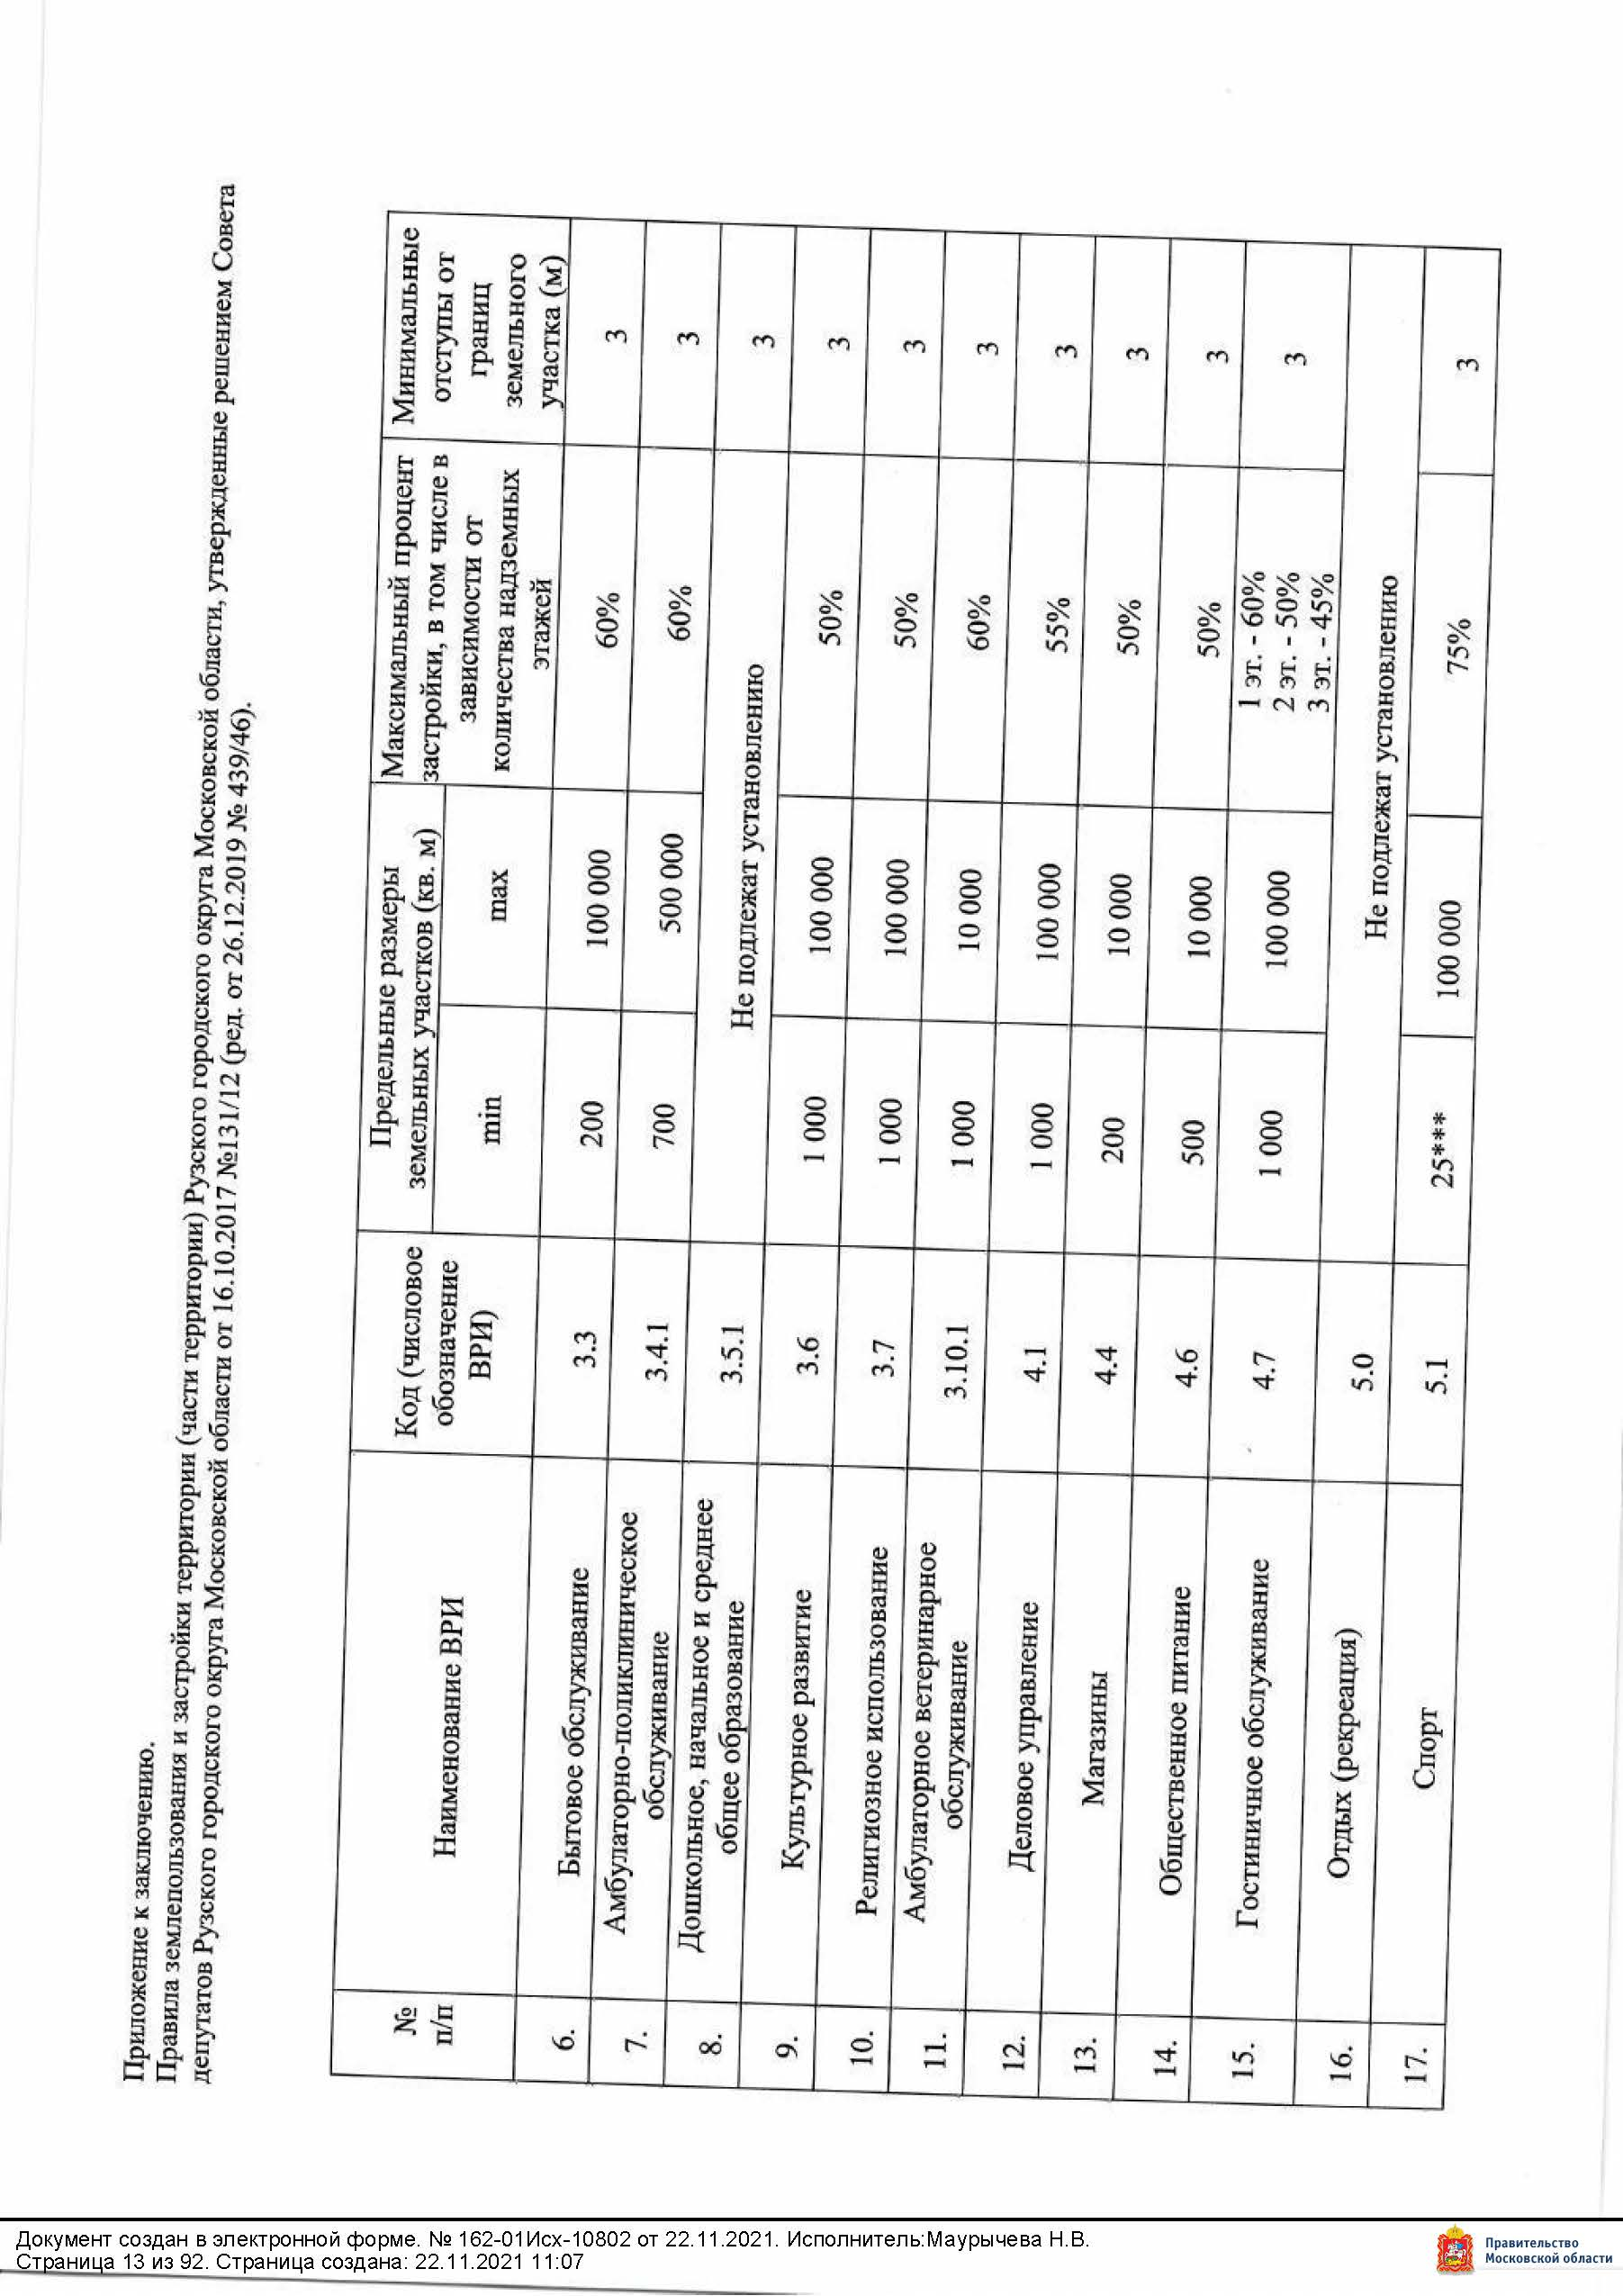 Приложение к заключению.
Правила землепользования и застройки территории (части территории) Рузского городского округа Московской области, утвержденные решением Совета
депутатов Рузского городского округа Московской области от 16.10.2017 №131/12 (ред. от 26.12.2019 № 439/46).
№ п/п
Наименование ВРИ
Код (числовое обозначение ВРИ)
Предельные размеры земельных участков (кв. м)
min
max
Максимальный процент застройки, в том числе в зависимости от количества надземных этажей
Минимальные отступы от границ земельного участка (м)
6. Бытовое обслуживание 3.3 200 100 000 60% 3
7. Амбулаторно-поликлиническое обслуживание 3.4.1 700 500 000 60% 3
8. Дошкольное, начальное и среднее общее образование 3.5.1 Не подлежат установлению 3
9. Культурное развитие 3.6 1 000 100 000 50% 3
10. Религиозное использование 3.7 1 000 100 000 50% 3
11. Амбулаторное ветеринарное обслуживание 3.10.1 1 000 10 000 60% 3
12. Деловое управление 4.1 1 000 100 000 55% 3
13. Магазины 4.4 200 10 000 50% 3
14. Общественное питание 4.6 500 10 000 50% 3
15. Гостиничное обслуживание 4.7 1 000 100 000 1 эт. - 60%
2 эт. - 50%
3 эт. - 45% 3
16. Отдых (рекреация) 5.0 Не подлежат установлению
17. Спорт 5.1 25*** 100 000 75% 3
Документ создан в электронной форме. № 162-01Исх-10802 от 22.11.2021. Исполнитель:Маурычева Н.В.
Страница 13 из 92. Страница создана: 22.11.2021 11:07
Правительство
Московской области